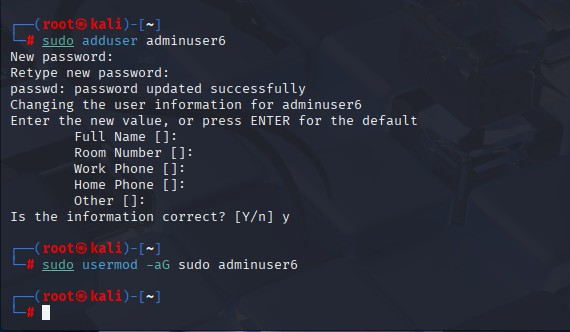 ┌──(root㉿kali)-[~]
└─# sudo adduser adminuser6
New password:
Retype new password:
passwd: password updated successfully
Changing the user information for adminuser6
Enter the new value, or press ENTER for the default
        Full Name []:
        Room Number []:
        Work Phone []:
        Home Phone []:
        Other []:
Is the information correct? [Y/n] y
┌──(root㉿kali)-[~]
└─# sudo usermod -aG sudo adminuser6
┌──(root㉿kali)-[~]
└─#